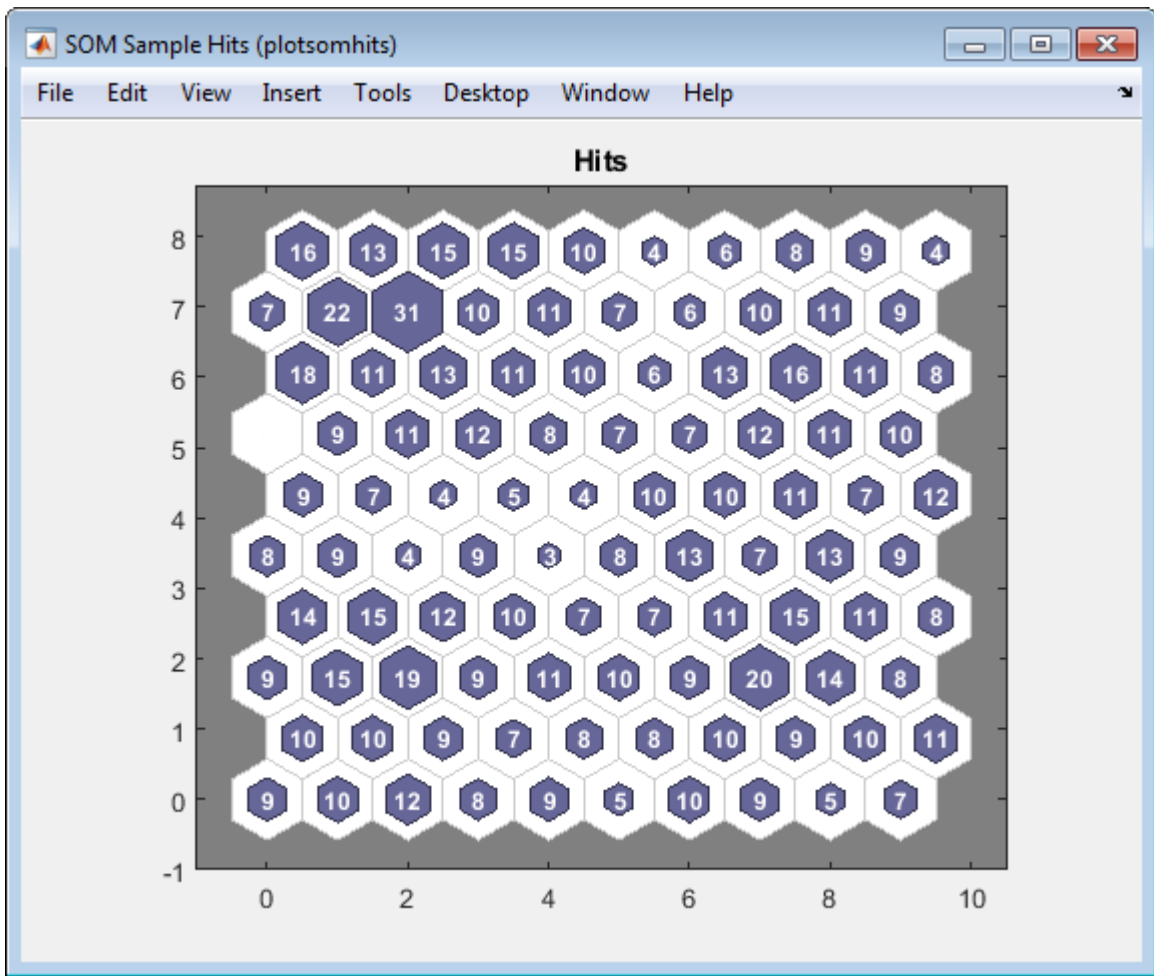 SOM Sample Hits (plotsomhits)
File Edit View Insert Tools Desktop Window Help
Hits
8
16 13 15 15 10 4 6 8 9 4
7
7 22 31 10 11 7 6 10 11 9
6
18 11 13 11 10 6 13 16 11 8
5
9 11 12 8 7 7 12 11 10
4
9 7 4 5 4 10 10 11 7 12
3
8 9 4 9 3 8 13 7 13 9
2
14 15 12 10 7 7 11 15 11 8
1
9 15 19 9 11 10 9 20 14 8
0
10 10 9 7 8 8 10 9 10 11
9 10 12 8 9 5 10 9 5 7
-1
0 2 4 6 8 10